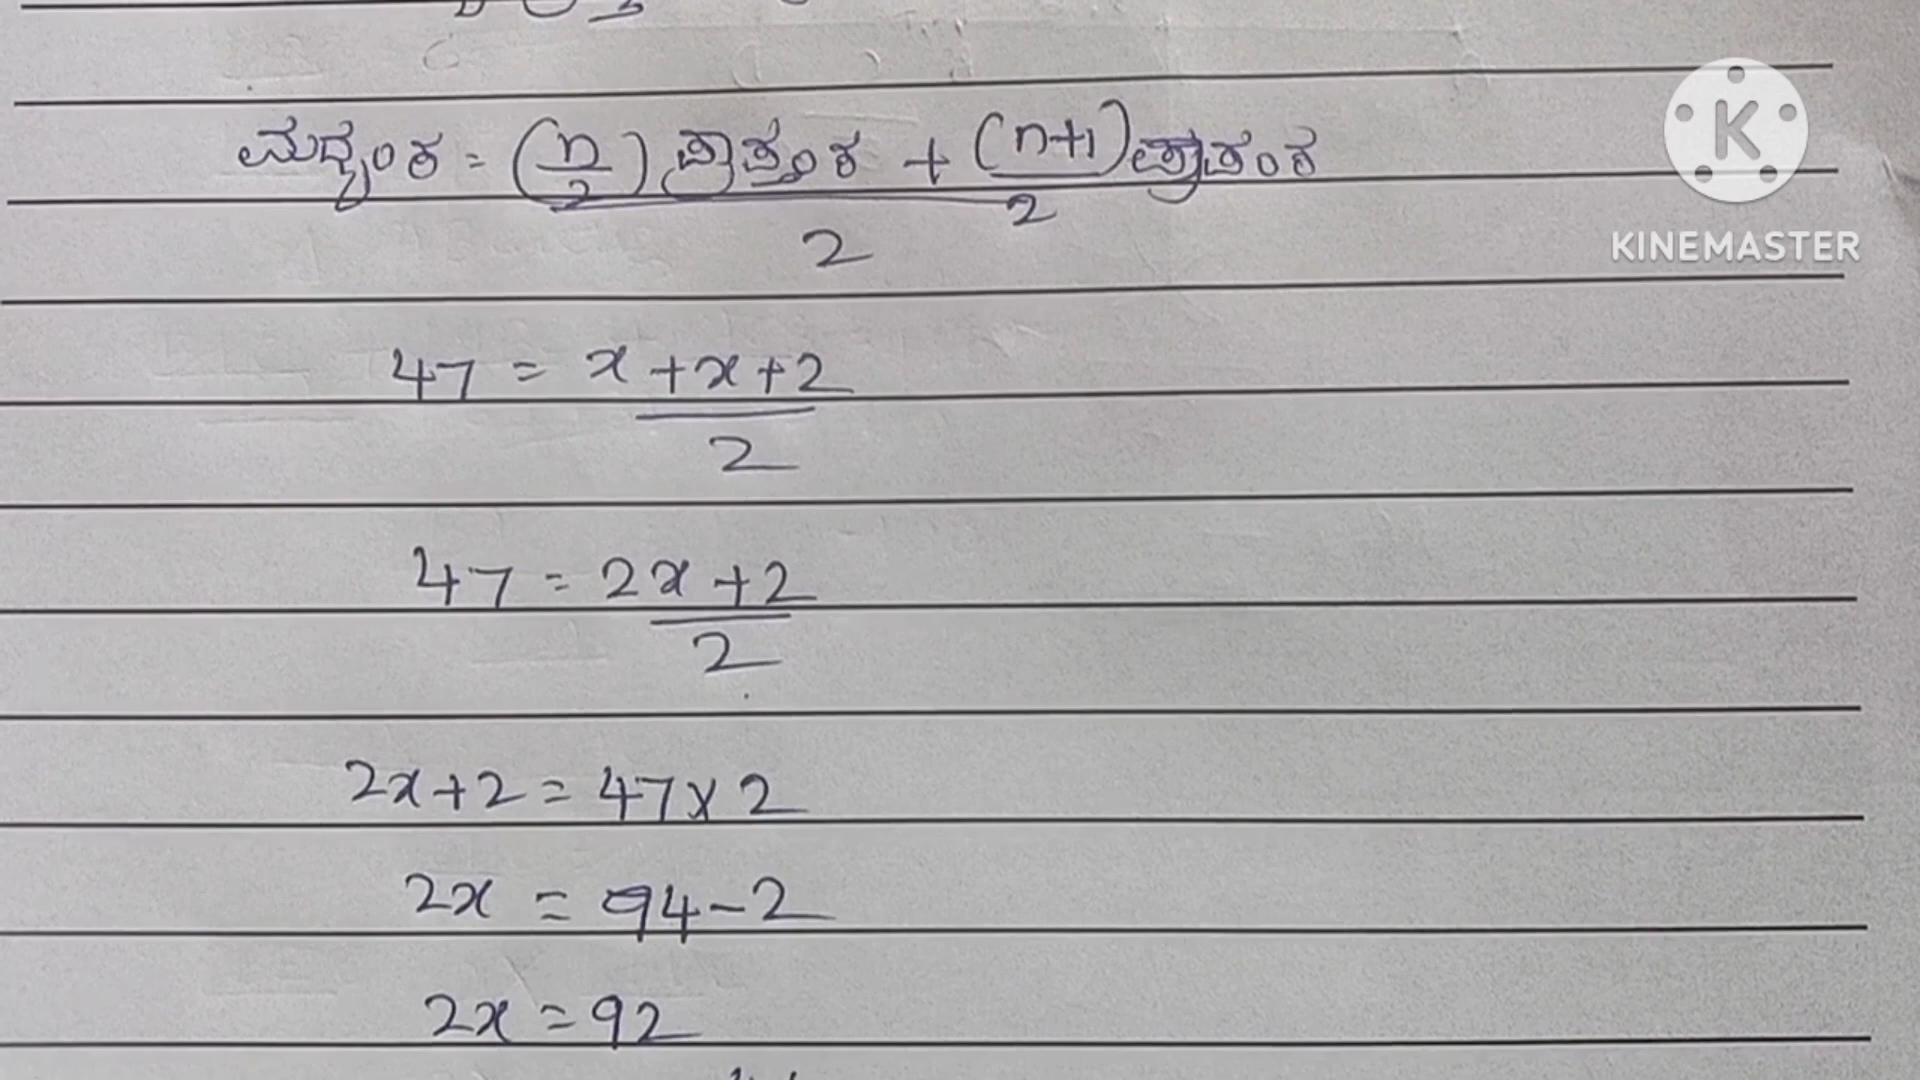 ಮಧ್ಯಂಕ = (n/2) ಪ್ರಾಪ್ತಂಕ + (n+1)/2 ಪ್ರಾಪಂಕ
2
K
KINEMASTER
47 = x + x + 2
2
47 = 2x + 2
2
2x + 2 = 47 x 2
2x = 94 - 2
2x = 92